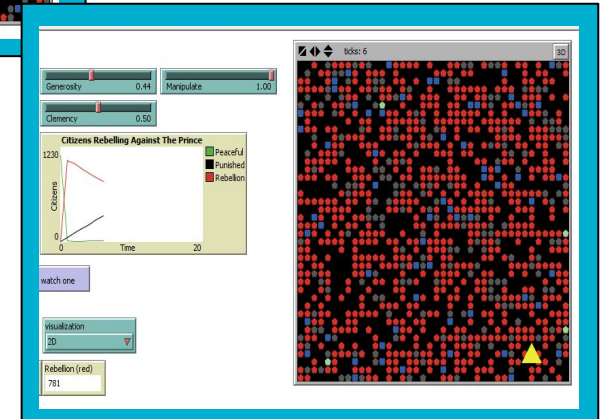 ticks: 6
3D
Generosity 0.44
Manipulate 1.00
Clemency 0.50
Citizens Rebelling Against The Prince
1230
Citizens
0
0
Time
20
Peaceful
Punished
Rebellion
watch one
visualization
2D
Rebellion (red)
781